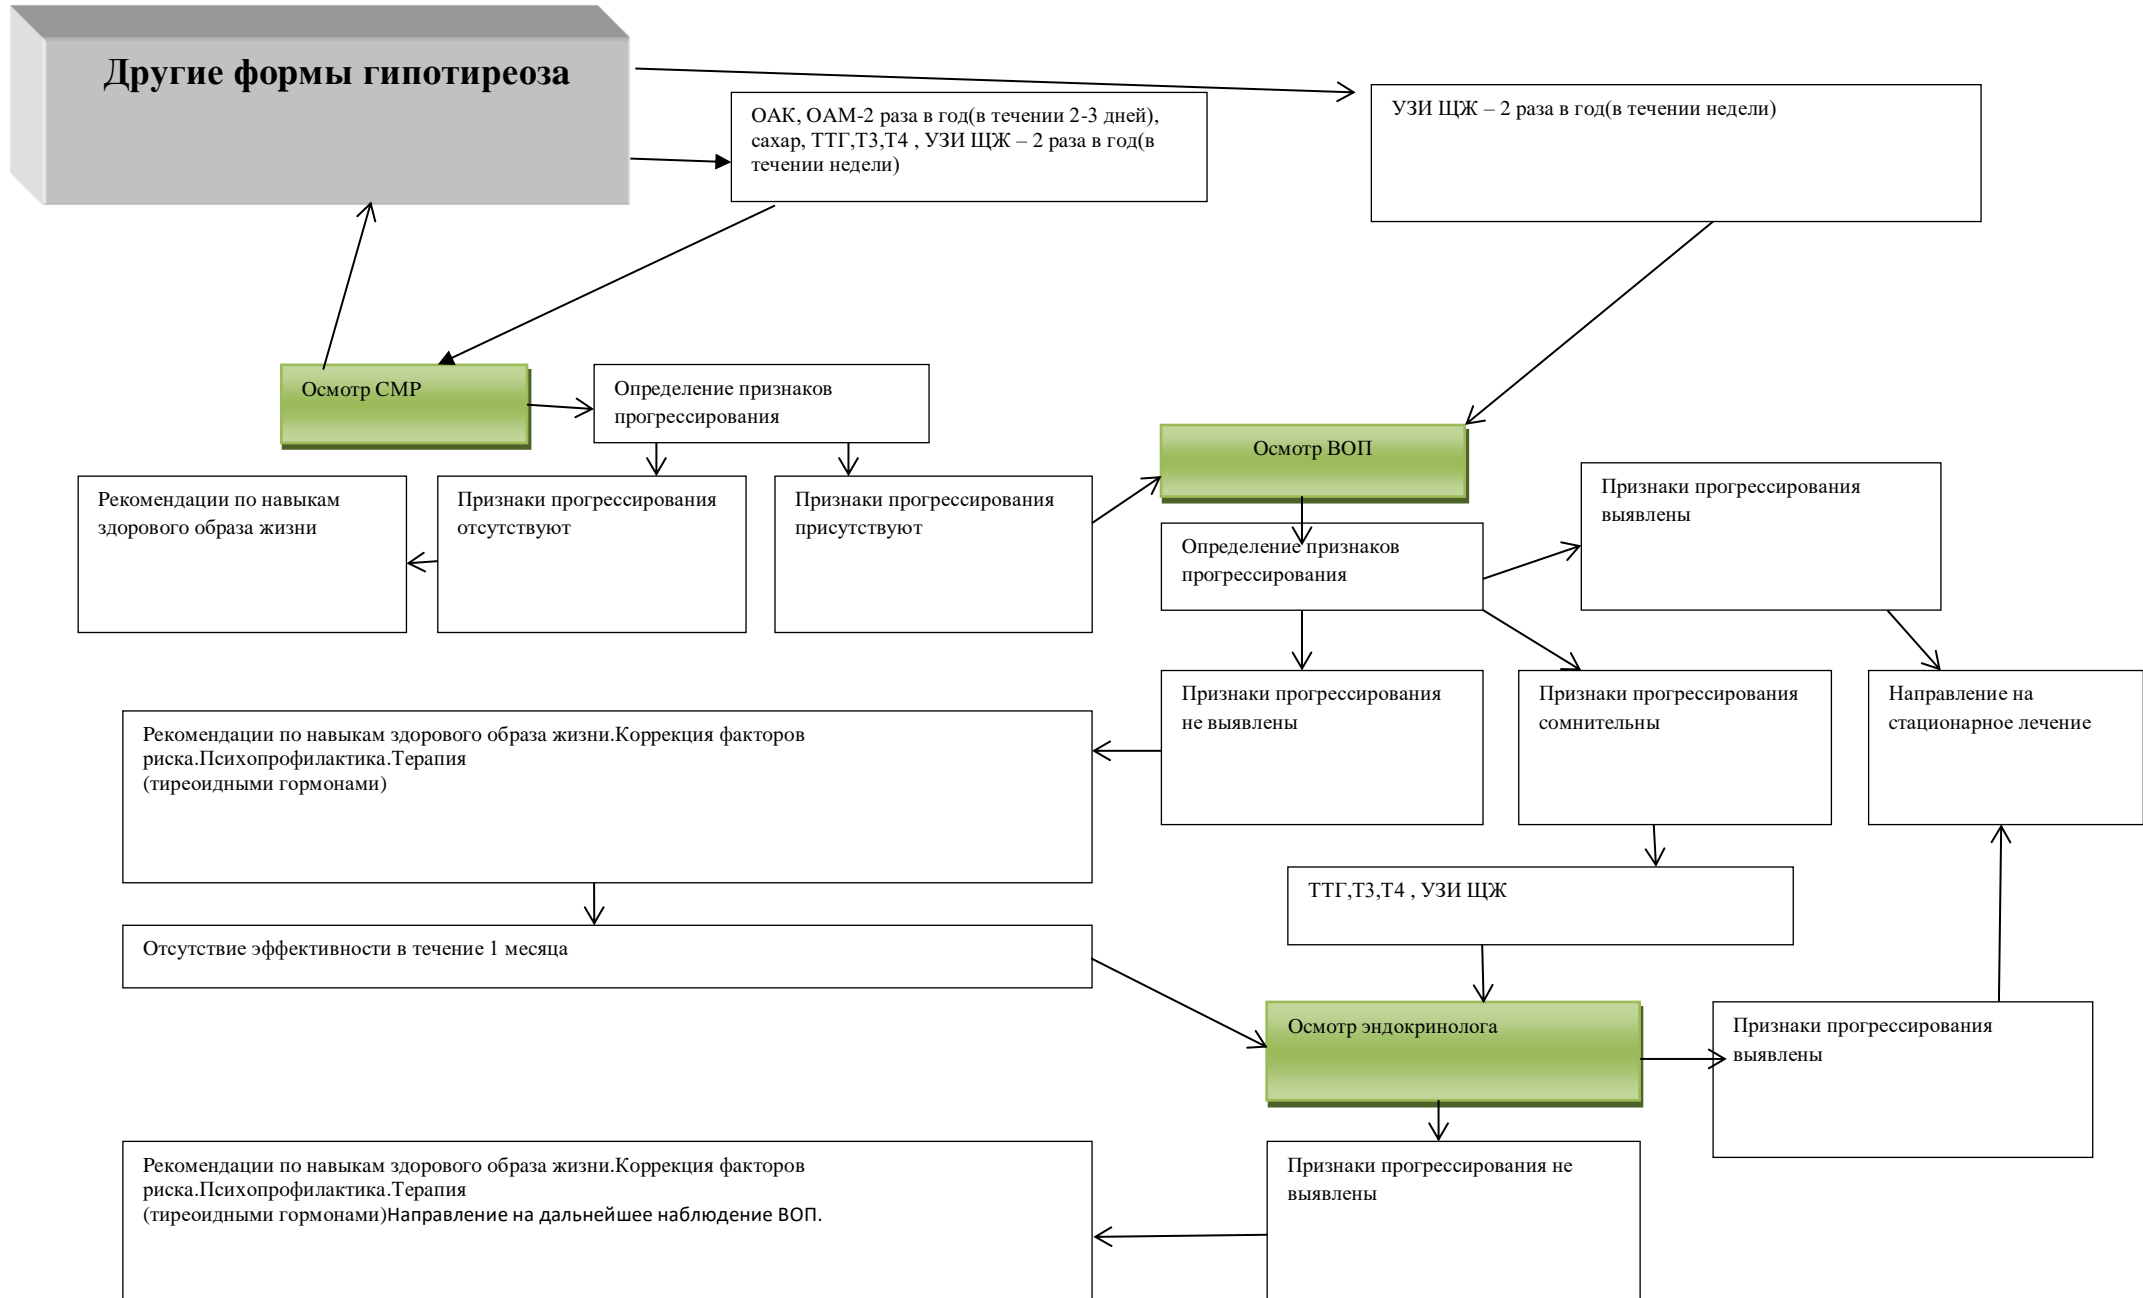 Другие формы гипотиреоза
ОАК, ОАМ-2 раза в год(в течении 2-3 дней),
сахар, ТТГ,Т3,Т4 , УЗИ ЩЖ – 2 раза в год(в
течении недели)
УЗИ ЩЖ – 2 раза в год(в течении недели)
Осмотр СМР
Определение признаков
прогрессирования
Осмотр ВОП
Рекомендации по навыкам
здорового образа жизни
Признаки прогрессирования
отсутствуют
Признаки прогрессирования
присутствуют
Признаки прогрессирования
выявлены
Определение признаков
прогрессирования
Признаки прогрессирования
не выявлены
Признаки прогрессирования
сомнительны
Направление на
стационарное лечение
Рекомендации по навыкам здорового образа жизни.Коррекция факторов
риска.Психопрофилактика.Терапия
(тиреоидными гормонами)
ТТГ,Т3,Т4 , УЗИ ЩЖ
Отсутствие эффективности в течение 1 месяца
Осмотр эндокринолога
Признаки прогрессирования
выявлены
Рекомендации по навыкам здорового образа жизни.Коррекция факторов
риска.Психопрофилактика.Терапия
(тиреоидными гормонами)Направление на дальнейшее наблюдение ВОП.
Признаки прогрессирования не
выявлены